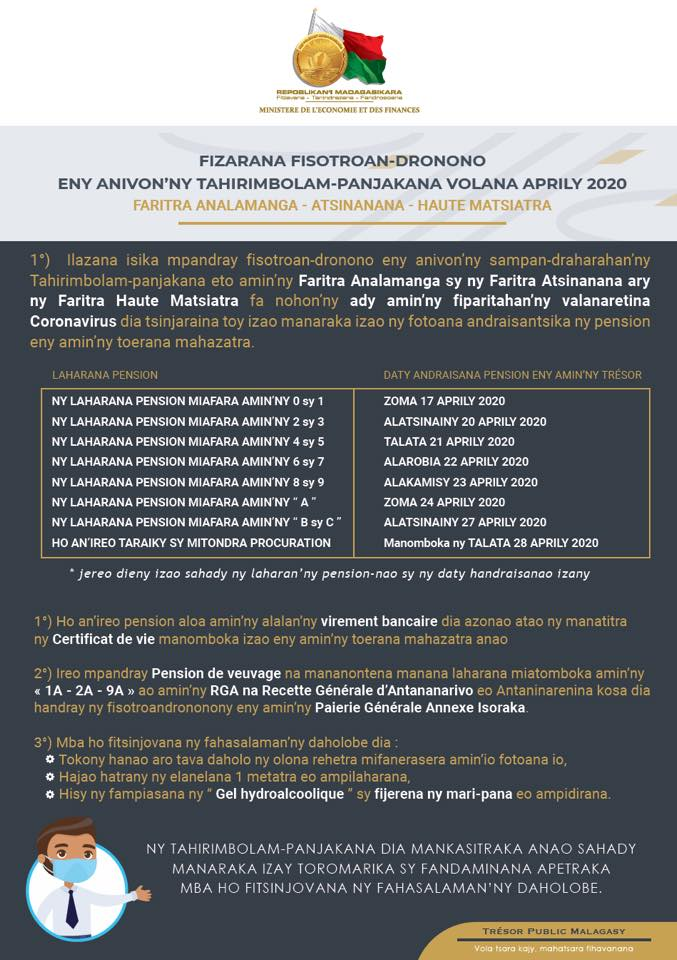 REPOBLIKAN'I MADAGASIKARA
Fitiavana - Tanindrazana - Fandrosoana
MINISTERE DE L'ECONOMIE ET DES FINANCES
FIZARANA FISOTROAN-DRONONO
ENY ANIVON'NY TAHIRIMBOLAM-PANJAKANA VOLANA APRILY 2020
FARITRA ANALAMANGA - ATSINANANA - HAUTE MATSIATRA
1°) Ilazana isika mpandray fisotroan-dronono eny anivon'ny sampan-draharahan'ny
Tahirimbolam-panjakana eto amin'ny Faritra Analamanga sy ny Faritra Atsinanana ary
ny Faritra Haute Matsiatra fa nohon'ny ady amin'ny fiparitahan'ny valanaretina
Coronavirus dia tsinjaraina toy izao manaraka izao ny fotoana andraisantsika ny pension
eny amin'ny toerana mahazatra.
LAHARANA PENSION DATY ANDRAISANA PENSION ENY AMIN'NY TRÉSOR
NY LAHARANA PENSION MIAFARA AMIN'NY 0 sy 1 ZOMA 17 APRILY 2020
NY LAHARANA PENSION MIAFARA AMIN'NY 2 sy 3 ALATSINAINY 20 APRILY 2020
NY LAHARANA PENSION MIAFARA AMIN'NY 4 sy 5 TALATA 21 APRILY 2020
NY LAHARANA PENSION MIAFARA AMIN'NY 6 sy 7 ALAROBIA 22 APRILY 2020
NY LAHARANA PENSION MIAFARA AMIN'NY 8 sy 9 ALAKAMISY 23 APRILY 2020
NY LAHARANA PENSION MIAFARA AMIN'NY “ A ” ZOMA 24 APRILY 2020
NY LAHARANA PENSION MIAFARA AMIN'NY “ B sy C ” ALATSINAINY 27 APRILY 2020
HO AN'IREO TARAIKY SY MITONDRA PROCURATION Manomboka ny TALATA 28 APRILY 2020
* jereo dieny izao sahady ny laharan'ny pension-nao sy ny daty handraisanao izany
1°) Ho an'ireo pension aloa amin'ny alalan'ny virement bancaire dia azonao atao ny manatitra
ny Certificat de vie manomboka izao eny amin'ny toerana mahazatra anao
2°) Ireo mpandray Pension de veuvage na mananontena manana laharana miatomboka amin'ny
« 1A - 2A - 9A » ao amin'ny RGA na Recette Générale d'Antananarivo eo Antaninarenina kosa dia
handray ny fisotroandrononony eny amin'ny Paierie Générale Annexe Isoraka.
3°) Mba ho fitsinjovana ny fahasalaman'ny daholobe dia :
Tokony hanao aro tava daholo ny olona rehetra mifanerasera amin'io fotoana io,
Hajao hatrany ny elanelana 1 metatra eo ampilaharana,
Hisy ny fampiasana ny “ Gel hydroalcoolique ” sy fijerena ny mari-pana eo ampidirana.
NY TAHIRIMBOLAM-PANJAKANA DIA MANKASITRAKA ANAO SAHADY
MANARAKA IZAY TOROMARIKA SY FANDAMINANA APETRAKA
MBA HO FITSINJOVANA NY FAHASALAMAN'NY DAHOLOBE.
TRÉSOR PUBLIC MALAGASY
Vola tsara kajy, mahatsara fihavanana